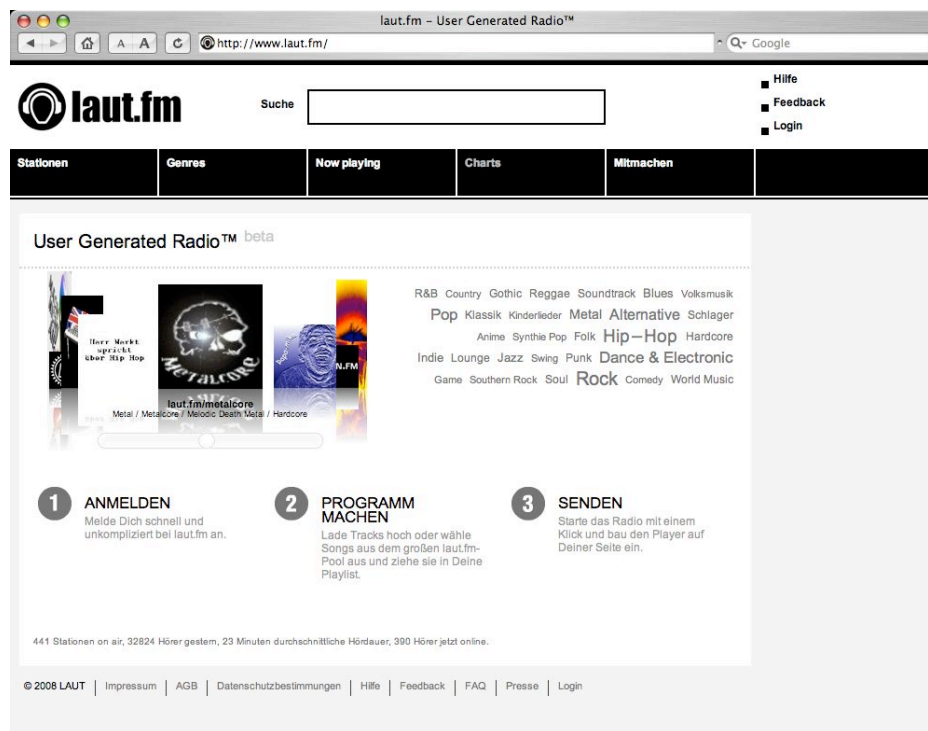 laut.fm – User Generated Radio™
A A
http://www.laut.fm/
Google
laut.fm
Suche
Hilfe
Feedback
Login
Stationen
Genres
Now playing
Charts
Mitmachen
User Generated Radio™ beta
Herr Merkt
spricht
über Hip Hop
METALCORE
N.FM
laut.fm/metalcore
Metal / Metalcore / Melodic Death Metal / Hardcore
R&B Country Gothic Reggae Soundtrack Blues Volksmusik
Pop Klassik Kinderlieder Metal Alternative Schlager
Anime Synthie Pop Folk Hip-Hop Hardcore
Indie Lounge Jazz Swing Punk Dance & Electronic
Game Southern Rock Soul Rock Comedy World Music
1 ANMELDEN
Melde Dich schnell und
unkompliziert bei laut.fm an.
2 PROGRAMM
MACHEN
Lade Tracks hoch oder wähle
Songs aus dem großen laut.fm-
Pool aus und ziehe sie in Deine
Playlist.
3 SENDEN
Starte das Radio mit einem
Klick und bau den Player auf
Deiner Seite ein.
441 Stationen on air, 32824 Hörer gestern, 23 Minuten durchschnittliche Hördauer, 390 Hörer jetzt online.
© 2008 LAUT | Impressum | AGB | Datenschutzbestimmungen | Hilfe | Feedback | FAQ | Presse | Login